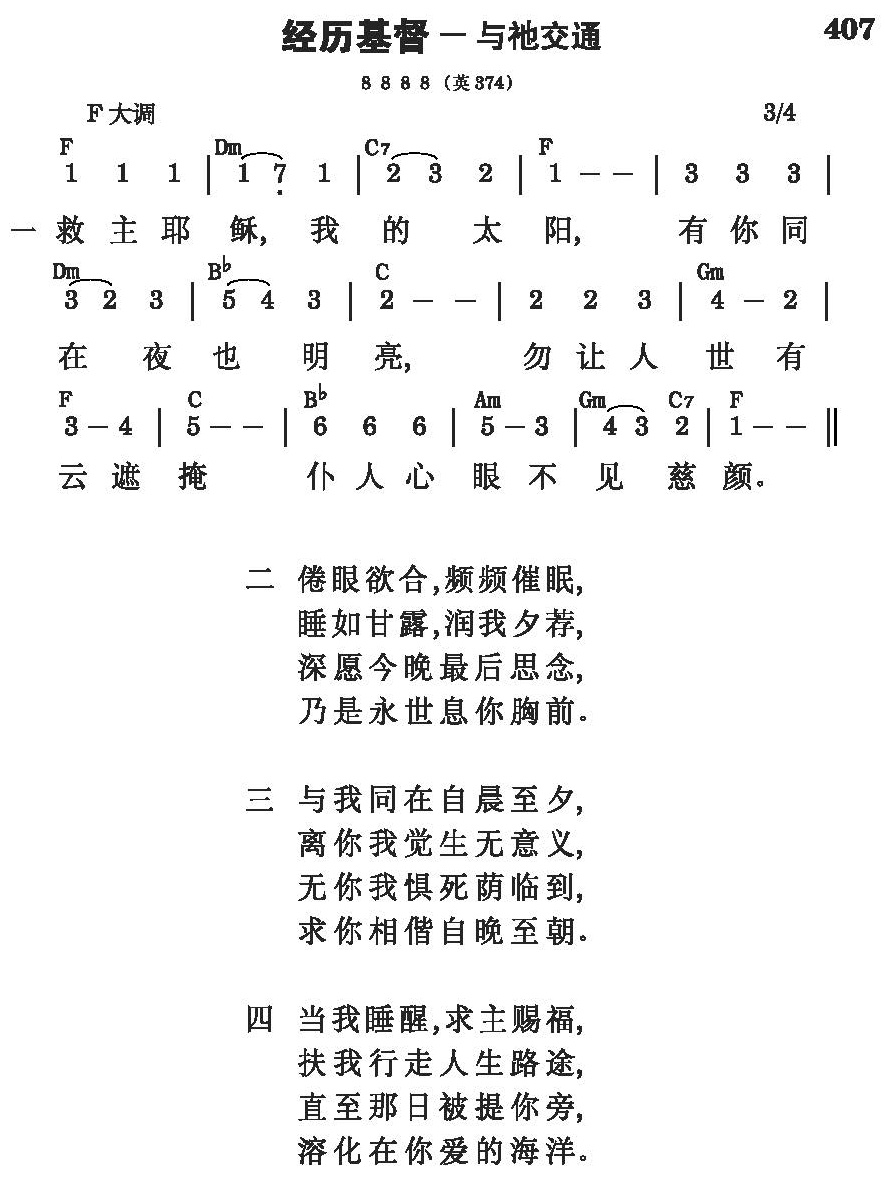 经历基督－与祂交通 407
8 8 8 8 (英374)
F大调 3/4
F Dm C7 F
1 1 1 | 1 7 1 | 2 3 2 | 1 - - | 3 3 3 |
一 救主耶稣, 我的太阳, 有你同
Dm B♭ C Gm
3 2 3 | 5 4 3 | 2 - - | 2 2 3 | 4 - 2 |
在夜也明亮, 勿让人世有
F C B♭ Am Gm C7 F
3 - 4 | 5 - - | 6 6 6 | 5 - 3 | 4 3 2 | 1 - - ||
云遮掩 仆人心眼不见慈颜。
二 倦眼欲合,频频催眠,
睡如甘露,润我夕荐,
深愿今晚最后思念,
乃是永世息你胸前。
三 与我同在自晨至夕,
离你我觉生无意义,
无你我惧死荫临到,
求你相偕自晚至朝。
四 当我睡醒,求主赐福,
扶我行走人生路途,
直至那日被提你旁,
溶化在你爱的海洋。